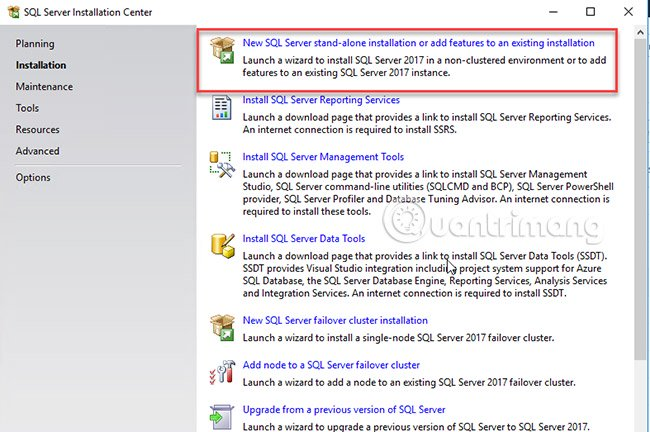 SQL Server Installation Center
Planning
Installation
Maintenance
Tools
Resources
Advanced
Options
New SQL Server stand-alone installation or add features to an existing installation
Launch a wizard to install SQL Server 2017 in a non-clustered environment or to add
features to an existing SQL Server 2017 instance.
Install SQL Server Reporting Services
Launch a download page that provides a link to install SQL Server Reporting Services.
An internet connection is required to install SSRS.
Install SQL Server Management Tools
Launch a download page that provides a link to install SQL Server Management
Studio, SQL Server command-line utilities (SQLCMD and BCP), SQL Server PowerShell
provider, SQL Server Profiler and Database Tuning Advisor. An internet connection is
required to install these tools.
Quantrimang
Install SQL Server Data Tools
Launch a download page that provides a link to install SQL Server Data Tools (SSDT).
SSDT provides Visual Studio integration including project system support for Azure
SQL Database, the SQL Server Database Engine, Reporting Services, Analysis Services
and Integration Services. An internet connection is required to install SSDT.
New SQL Server failover cluster installation
Launch a wizard to install a single-node SQL Server 2017 failover cluster.
Add node to a SQL Server failover cluster
Launch a wizard to add a node to an existing SQL Server 2017 failover cluster.
Upgrade from a previous version of SQL Server
Launch a wizard to upgrade a previous version of SQL Server to SQL Server 2017.